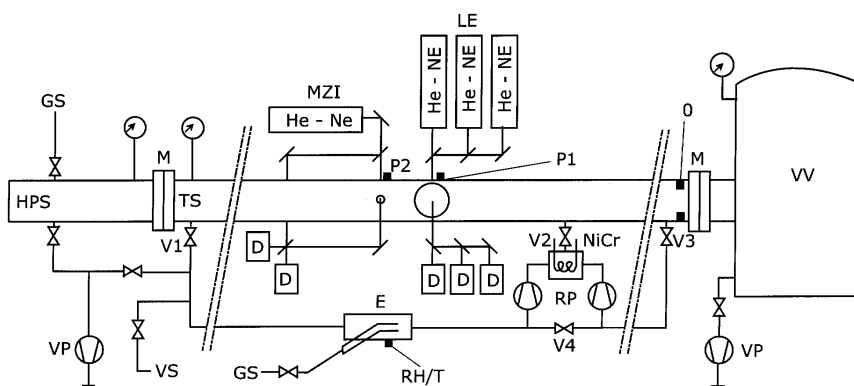 LE
He - NE
He - NE
He - NE
MZI
He - Ne
GS
P2
P1
0
M
M
HPS
TS
VV
V1
D
D
D
D
D
V2
NiCr
V3
RP
E
V4
VP
VS
GS
RH/T
VP